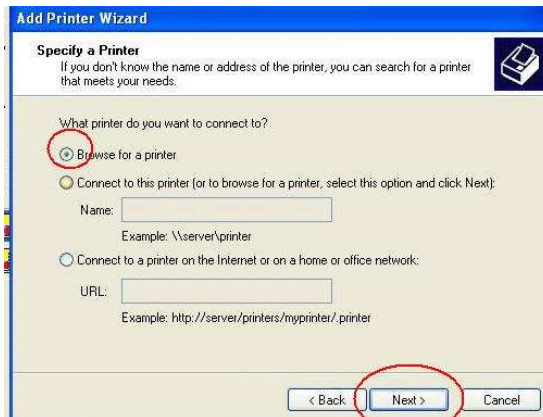 Add Printer Wizard
Specify a Printer
If you don't know the name or address of the printer, you can search for a printer
that meets your needs.
What printer do you want to connect to?
Browse for a printer
Connect to this printer (or to browse for a printer, select this option and click Next):
Name:
Example: \\server\printer
Connect to a printer on the Internet or on a home or office network:
URL:
Example: http://server/printers/myprinter/.printer
< Back Next > Cancel